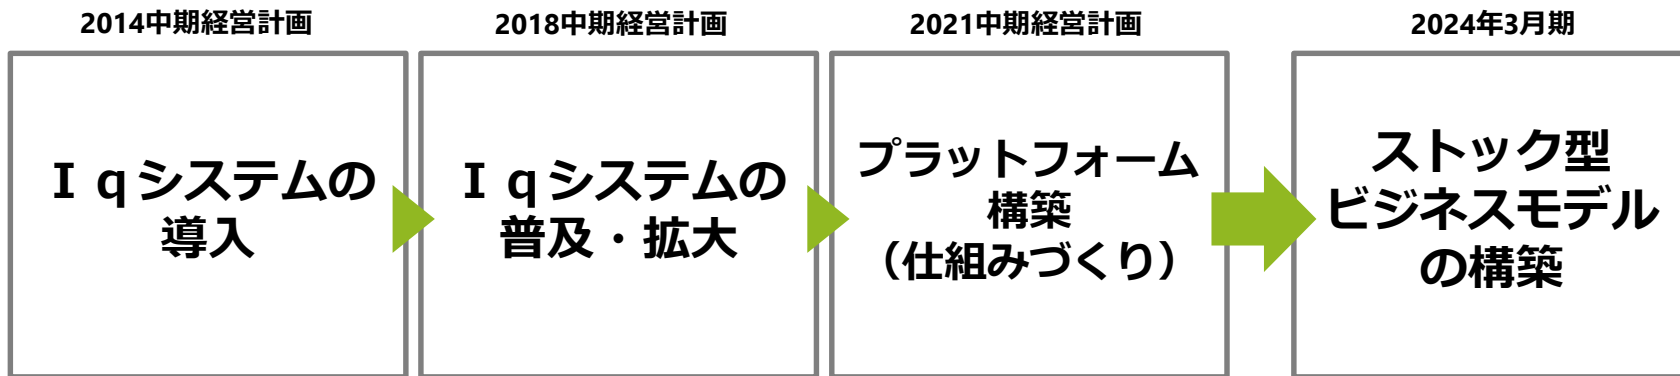 2014中期経営計画
Ｉｑシステムの
導入
2018中期経営計画
Ｉｑシステムの
普及・拡大
2021中期経営計画
プラットフォーム
構築
（仕組みづくり）
2024年3月期
ストック型
ビジネスモデル
の構築